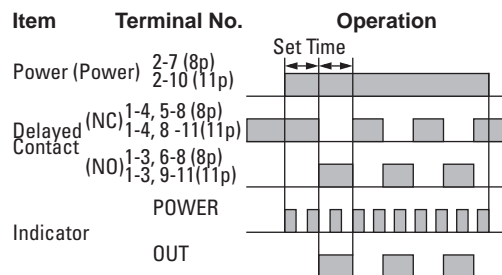 Item Terminal No. Operation
Set Time
Power (Power) 2-7 (8p)
2-10 (11p)
Delayed Contact (NC) 1-4, 5-8 (8p)
1-4, 8 -11(11p)
(NO) 1-3, 6-8 (8p)
1-3, 9-11(11p)
Indicator POWER
OUT